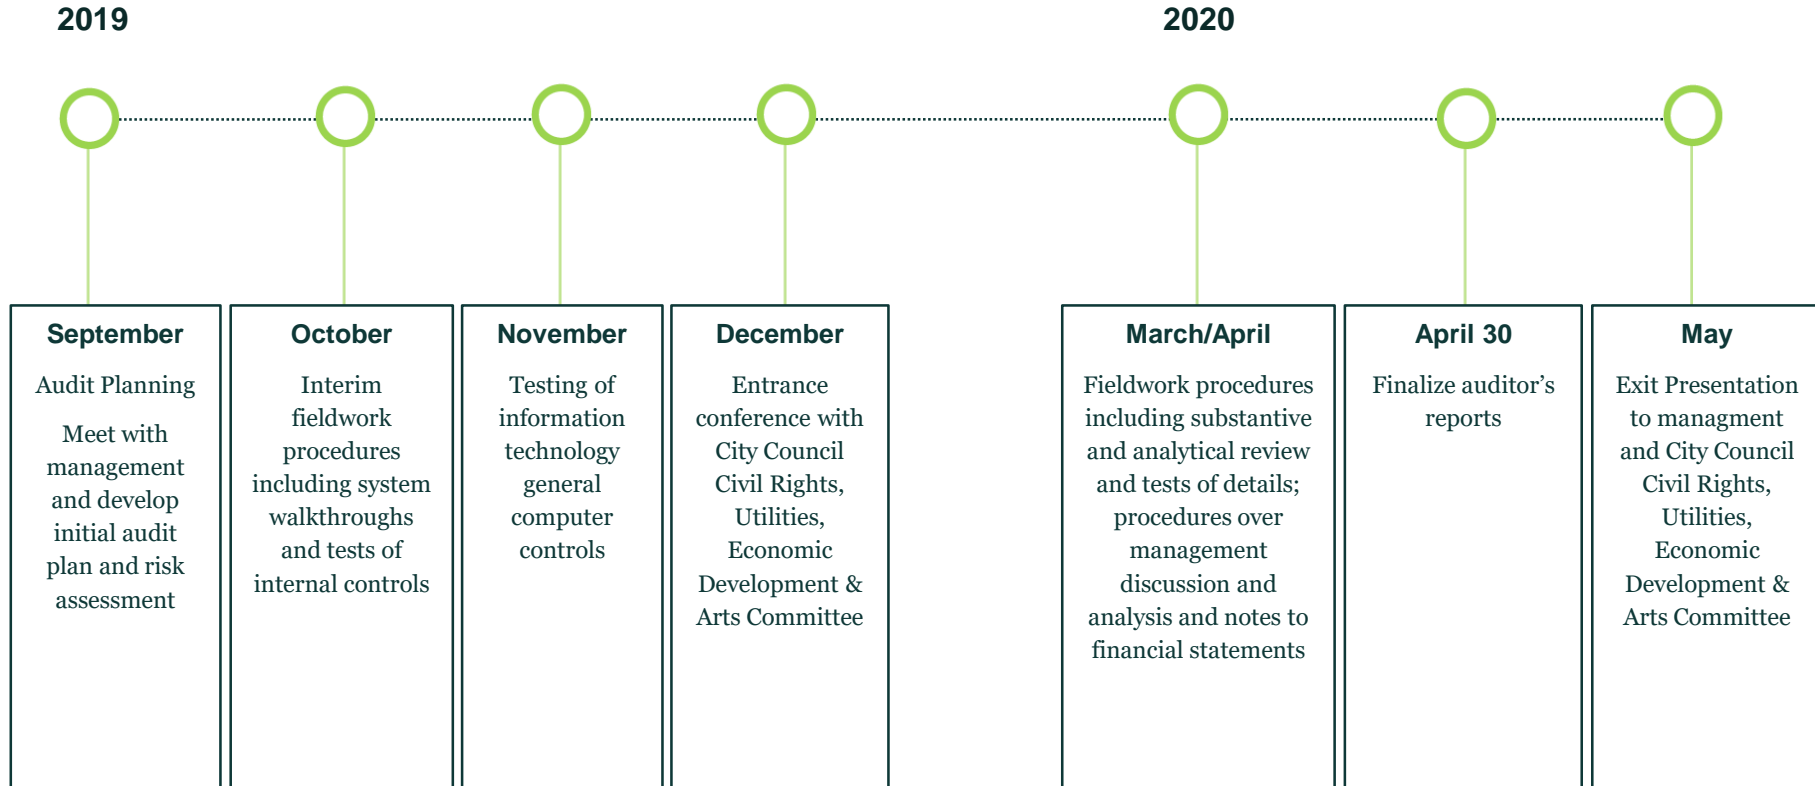 2019
2020
September
Audit Planning
Meet with
management
and develop
initial audit
plan and risk
assessment
October
Interim
fieldwork
procedures
including system
walkthroughs
and tests of
internal controls
November
Testing of
information
technology
general
computer
controls
December
Entrance
conference with
City Council
Civil Rights,
Utilities,
Economic
Development &
Arts Committee
March/April
Fieldwork procedures
including substantive
and analytical review
and tests of details;
procedures over
management
discussion and
analysis and notes to
financial statements
April 30
Finalize auditor’s
reports
May
Exit Presentation
to managment
and City Council
Civil Rights,
Utilities,
Economic
Development &
Arts Committee